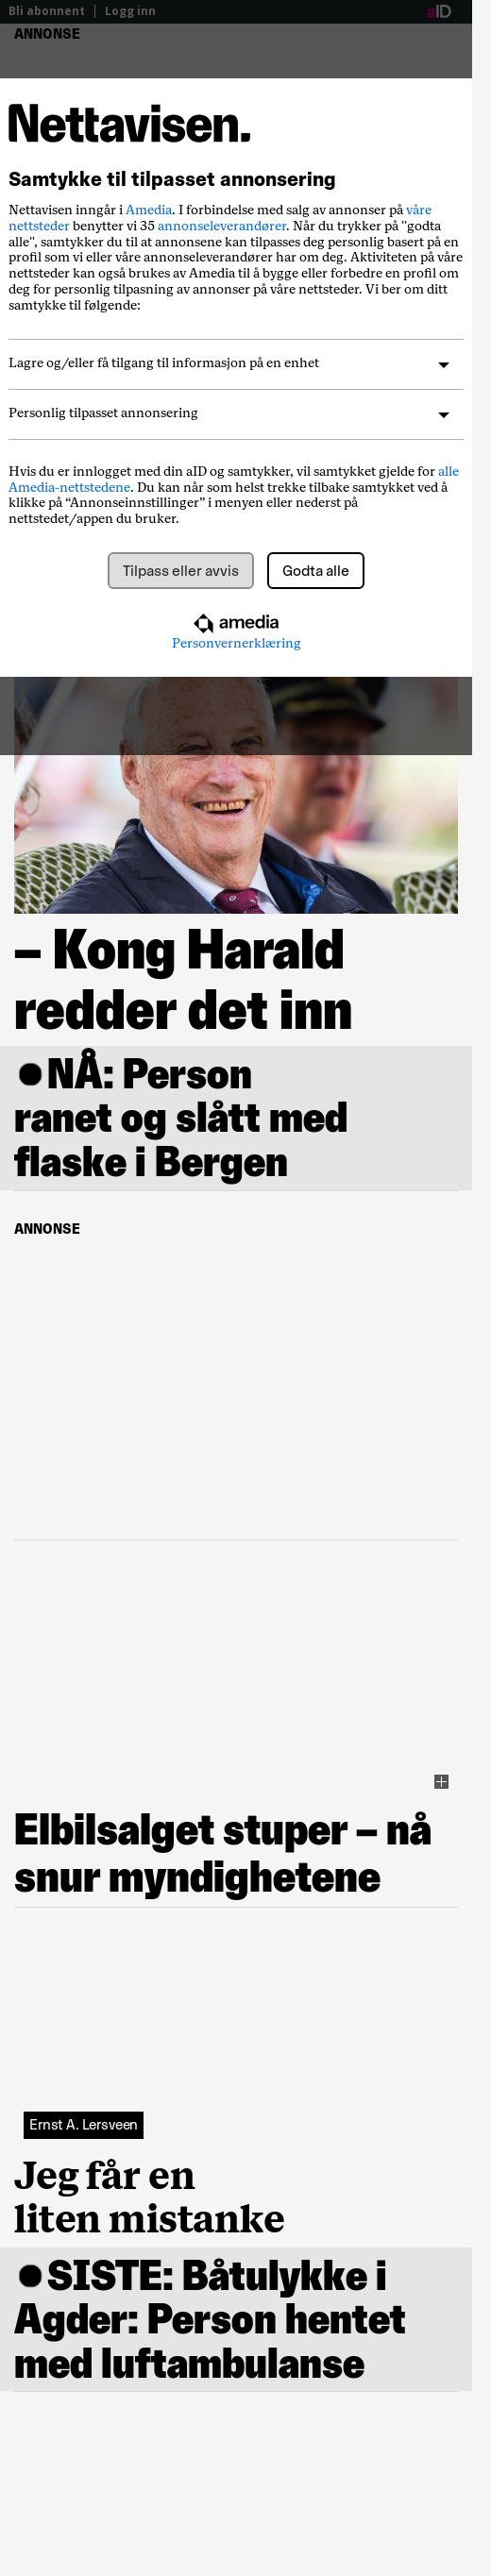 Bli abonnent
Logg inn
aID
ANNONSE
Nettavisen.
Samtykke til tilpasset annonsering
Nettavisen inngår i Amedia. I forbindelse med salg av annonser på våre
nettsteder benytter vi 35 annonseleverandører. Når du trykker på "godta
alle", samtykker du til at annonsene kan tilpasses deg personlig basert på en
profil som vi eller våre annonseleverandører har om deg. Aktiviteten på våre
nettsteder kan også brukes av Amedia til å bygge eller forbedre en profil om
deg for personlig tilpasning av annonser på våre nettsteder. Vi ber om ditt
samtykke til følgende:
Lagre og/eller få tilgang til informasjon på en enhet
Personlig tilpasset annonsering
Hvis du er innlogget med din aID og samtykker, vil samtykket gjelde for alle
Amedia-nettstedene. Du kan når som helst trekke tilbake samtykket ved å
klikke på “Annonseinnstillinger” i menyen eller nederst på
nettstedet/appen du bruker.
Tilpass eller avvis
Godta alle
amedia
Personvernerklæring
– Kong Harald
redder det inn
NÅ: Person
ranet og slått med
flaske i Bergen
ANNONSE
Elbilsalget stuper – nå
snur myndighetene
Ernst A. Lersveen
Jeg får en
liten mistanke
SISTE: Båtulykke i
Agder: Person hentet
med luftambulanse